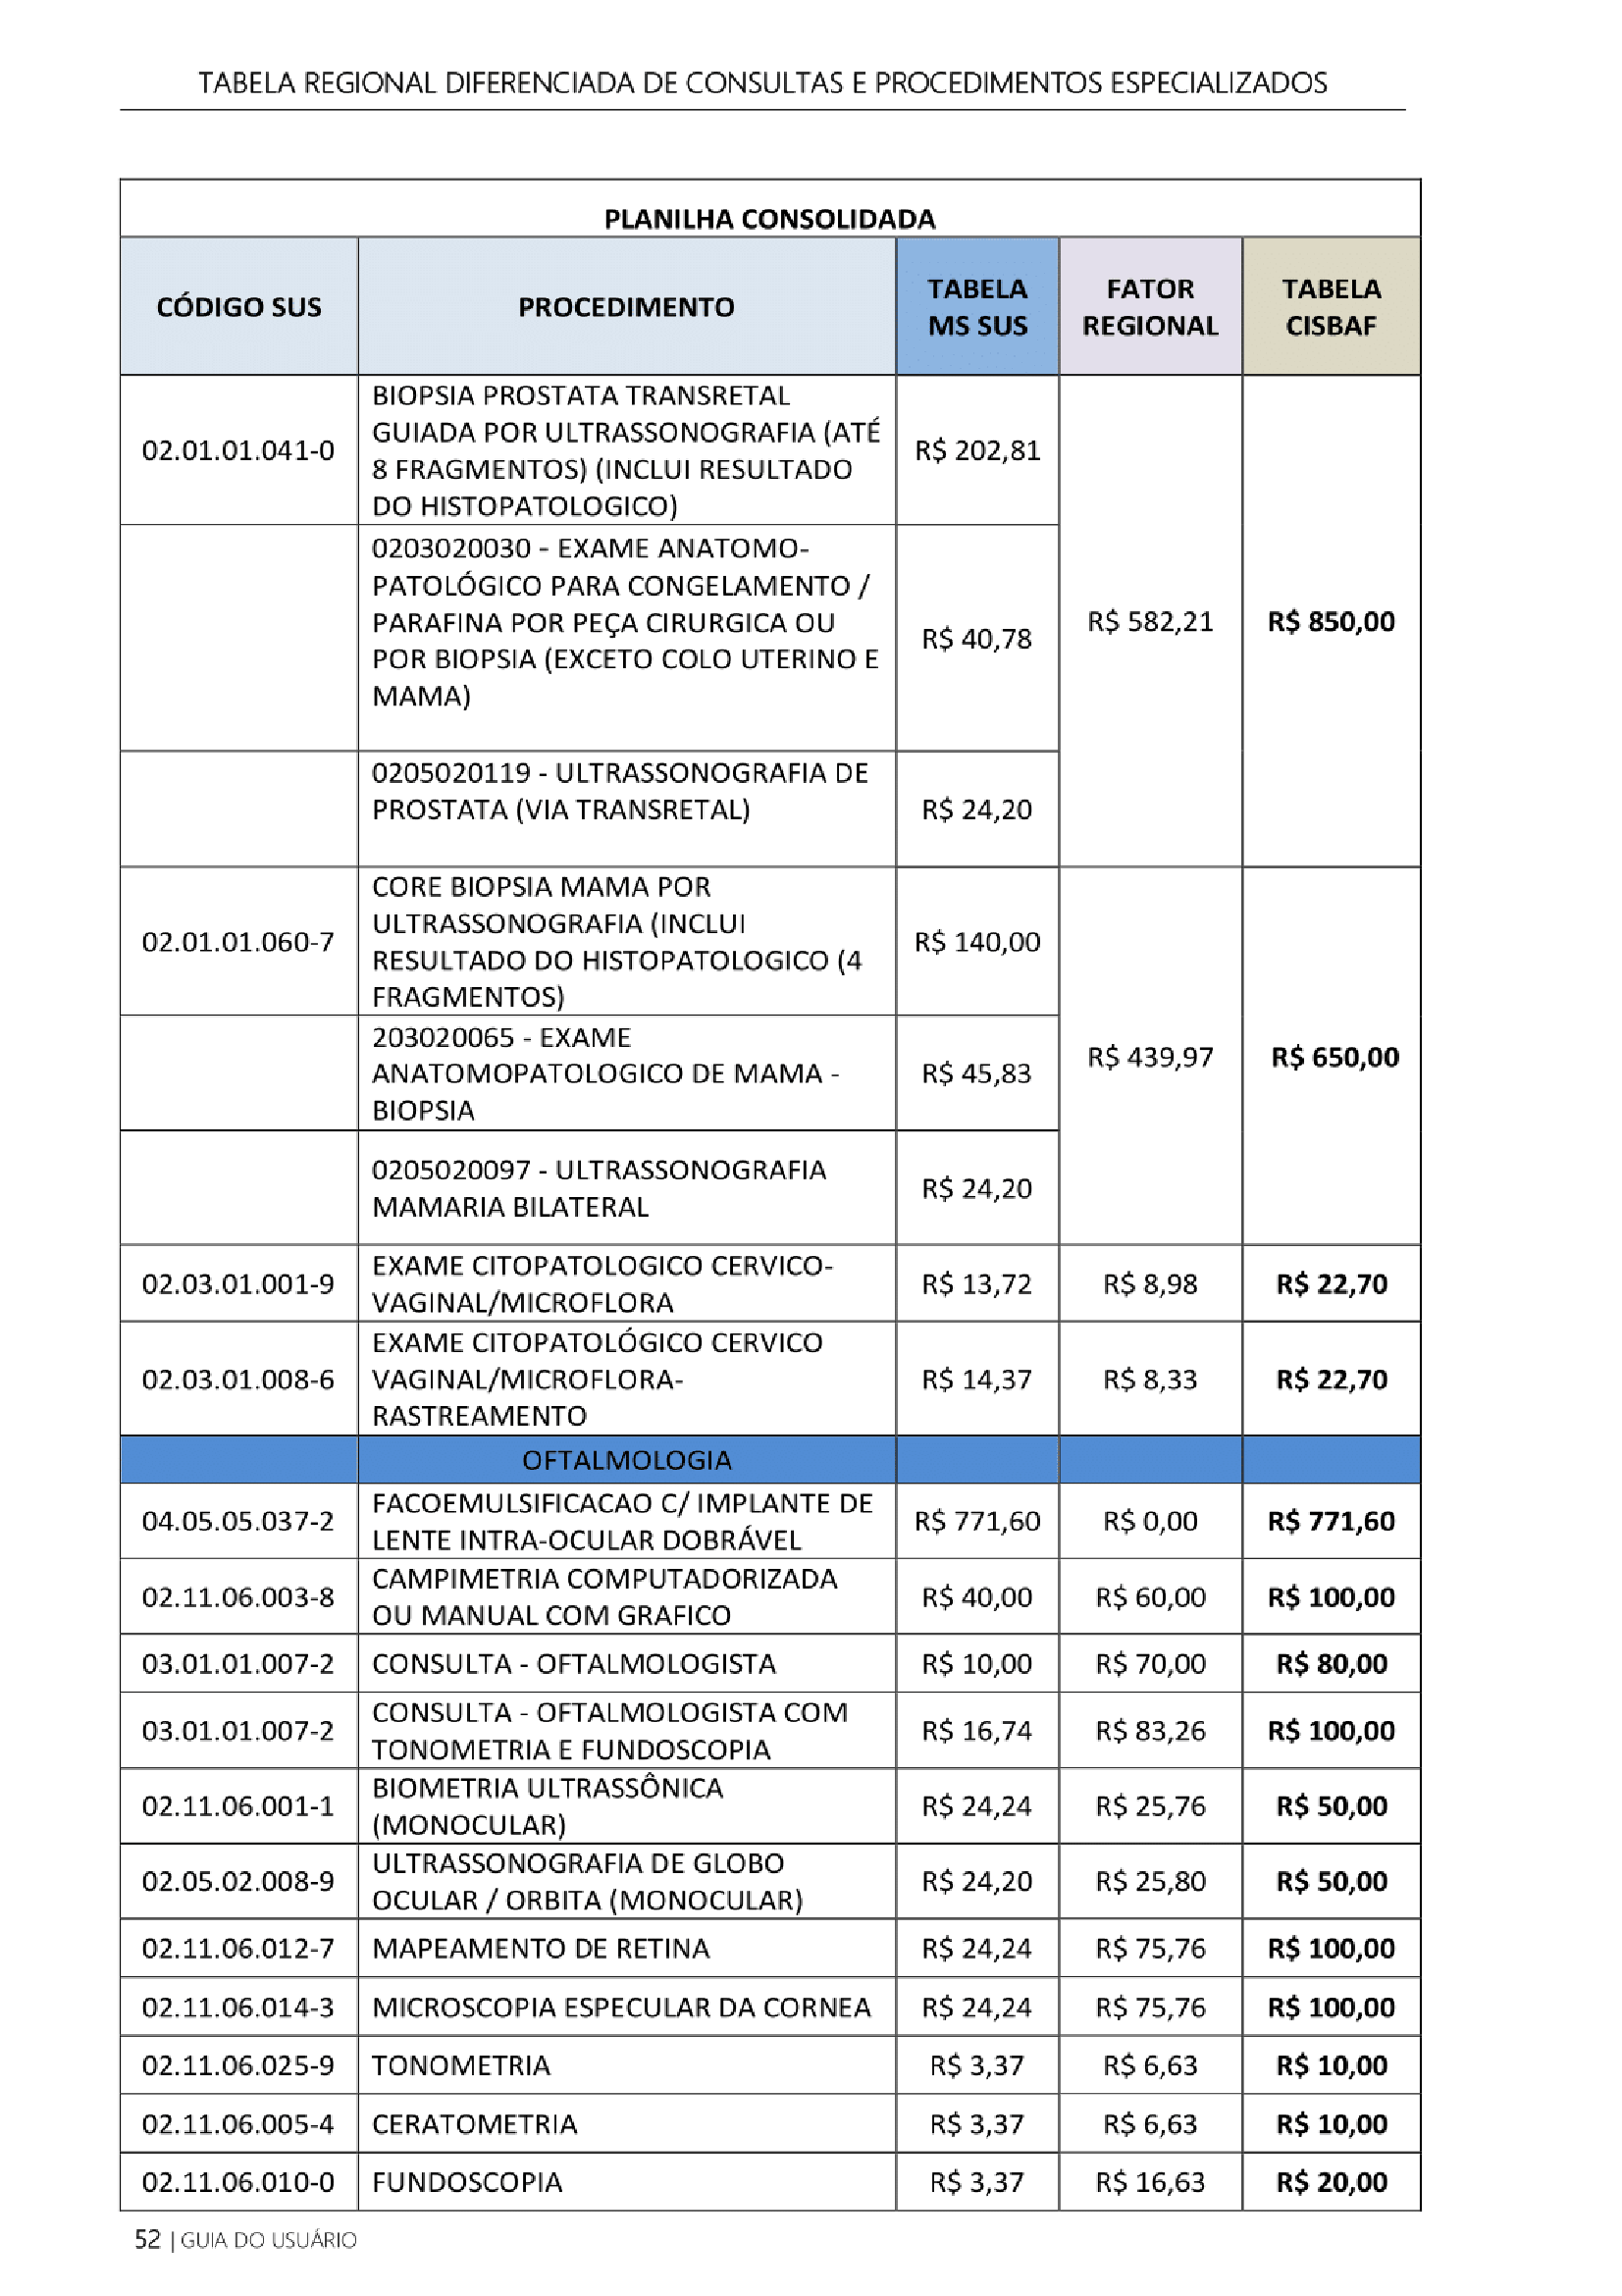 TABELA REGIONAL DIFERENCIADA DE CONSULTAS E PROCEDIMENTOS ESPECIALIZADOS
PLANILHA CONSOLIDADA
CÓDIGO SUS
PROCEDIMENTO
TABELA
MS SUS
FATOR
REGIONAL
TABELA
CISBAF
02.01.01.041-0
BIOPSIA PROSTATA TRANSRETAL
GUIADA POR ULTRASSONOGRAFIA (ATÉ
8 FRAGMENTOS) (INCLUI RESULTADO
DO HISTOPATOLOGICO)
R$ 202,81
0203020030 - EXAME ANATOMO-
PATOLÓGICO PARA CONGELAMENTO /
PARAFINA POR PEÇA CIRURGICA OU
POR BIOPSIA (EXCETO COLO UTERINO E
MAMA)
R$ 40,78
R$ 582,21
R$ 850,00
0205020119 - ULTRASSONOGRAFIA DE
PROSTATA (VIA TRANSRETAL)
R$ 24,20
02.01.01.060-7
CORE BIOPSIA MAMA POR
ULTRASSONOGRAFIA (INCLUI
RESULTADO DO HISTOPATOLOGICO (4
FRAGMENTOS)
R$ 140,00
203020065 - EXAME
ANATOMOPATOLOGICO DE MAMA -
BIOPSIA
R$ 45,83
R$ 439,97
R$ 650,00
0205020097 - ULTRASSONOGRAFIA
MAMARIA BILATERAL
R$ 24,20
02.03.01.001-9
EXAME CITOPATOLOGICO CERVICO-
VAGINAL/MICROFLORA
R$ 13,72
R$ 8,98
R$ 22,70
02.03.01.008-6
EXAME CITOPATOLÓGICO CERVICO
VAGINAL/MICROFLORA-
RASTREAMENTO
R$ 14,37
R$ 8,33
R$ 22,70
OFTALMOLOGIA
04.05.05.037-2
FACOEMULSIFICACAO C/ IMPLANTE DE
LENTE INTRA-OCULAR DOBRÁVEL
R$ 771,60
R$ 0,00
R$ 771,60
02.11.06.003-8
CAMPIMETRIA COMPUTADORIZADA
OU MANUAL COM GRAFICO
R$ 40,00
R$ 60,00
R$ 100,00
03.01.01.007-2
CONSULTA - OFTALMOLOGISTA
R$ 10,00
R$ 70,00
R$ 80,00
03.01.01.007-2
CONSULTA - OFTALMOLOGISTA COM
TONOMETRIA E FUNDOSCOPIA
R$ 16,74
R$ 83,26
R$ 100,00
02.11.06.001-1
BIOMETRIA ULTRASSÔNICA
(MONOCULAR)
R$ 24,24
R$ 25,76
R$ 50,00
02.05.02.008-9
ULTRASSONOGRAFIA DE GLOBO
OCULAR / ORBITA (MONOCULAR)
R$ 24,20
R$ 25,80
R$ 50,00
02.11.06.012-7
MAPEAMENTO DE RETINA
R$ 24,24
R$ 75,76
R$ 100,00
02.11.06.014-3
MICROSCOPIA ESPECULAR DA CORNEA
R$ 24,24
R$ 75,76
R$ 100,00
02.11.06.025-9
TONOMETRIA
R$ 3,37
R$ 6,63
R$ 10,00
02.11.06.005-4
CERATOMETRIA
R$ 3,37
R$ 6,63
R$ 10,00
02.11.06.010-0
FUNDOSCOPIA
R$ 3,37
R$ 16,63
R$ 20,00
52 | GUIA DO USUÁRIO